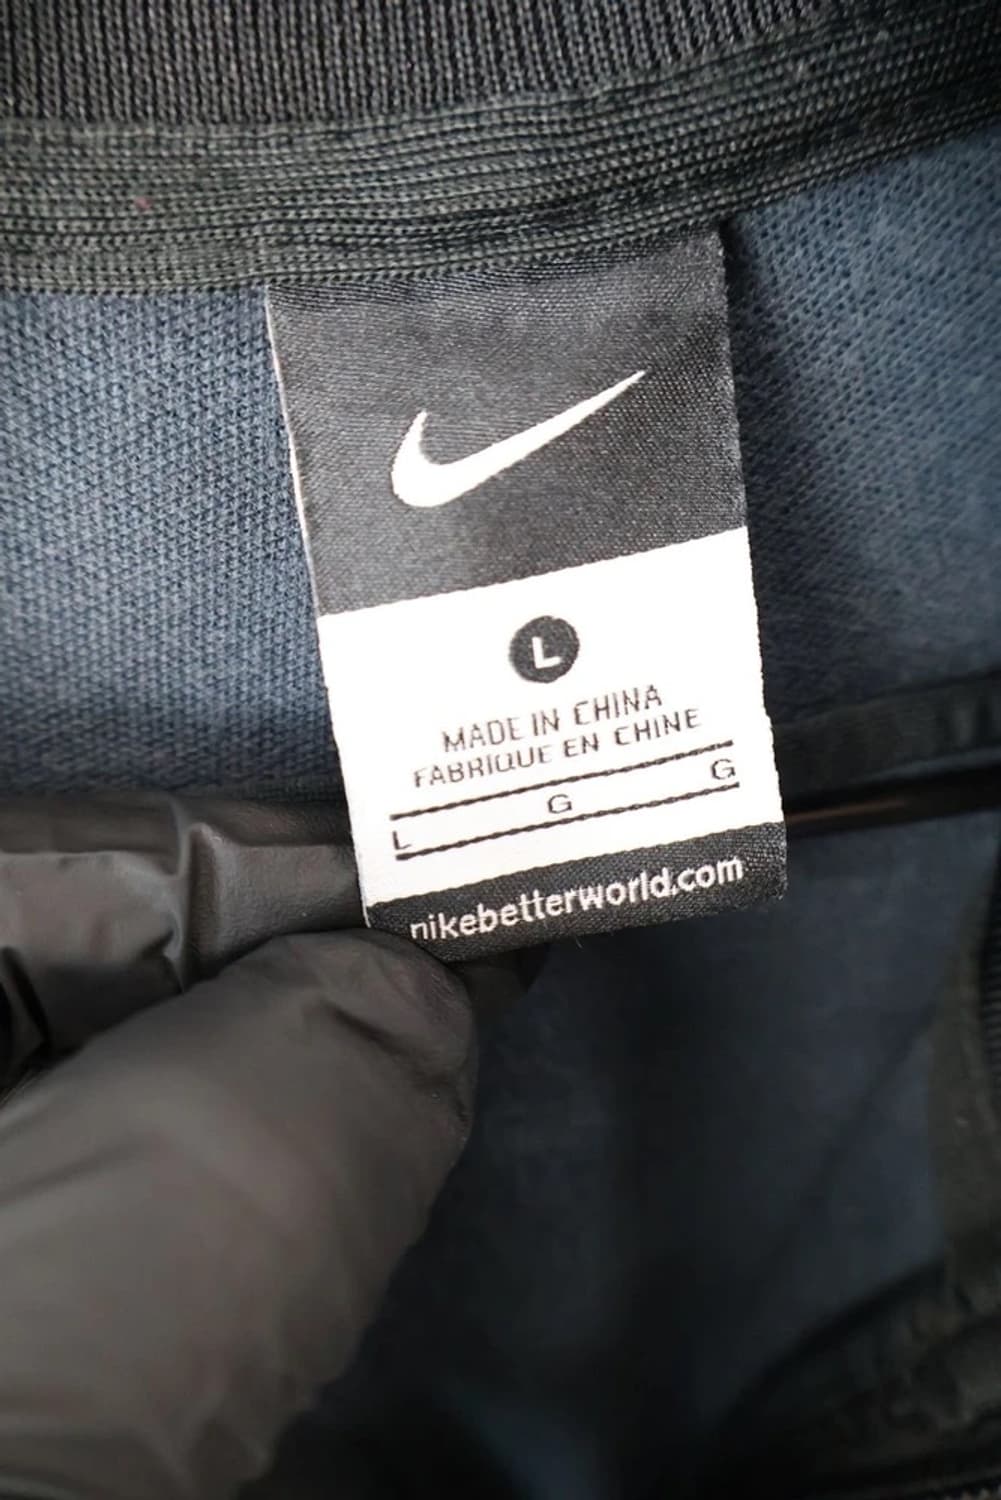 L
MADE IN CHINA
FABRIQUE EN CHINE
L G G
nikebetterworld.com